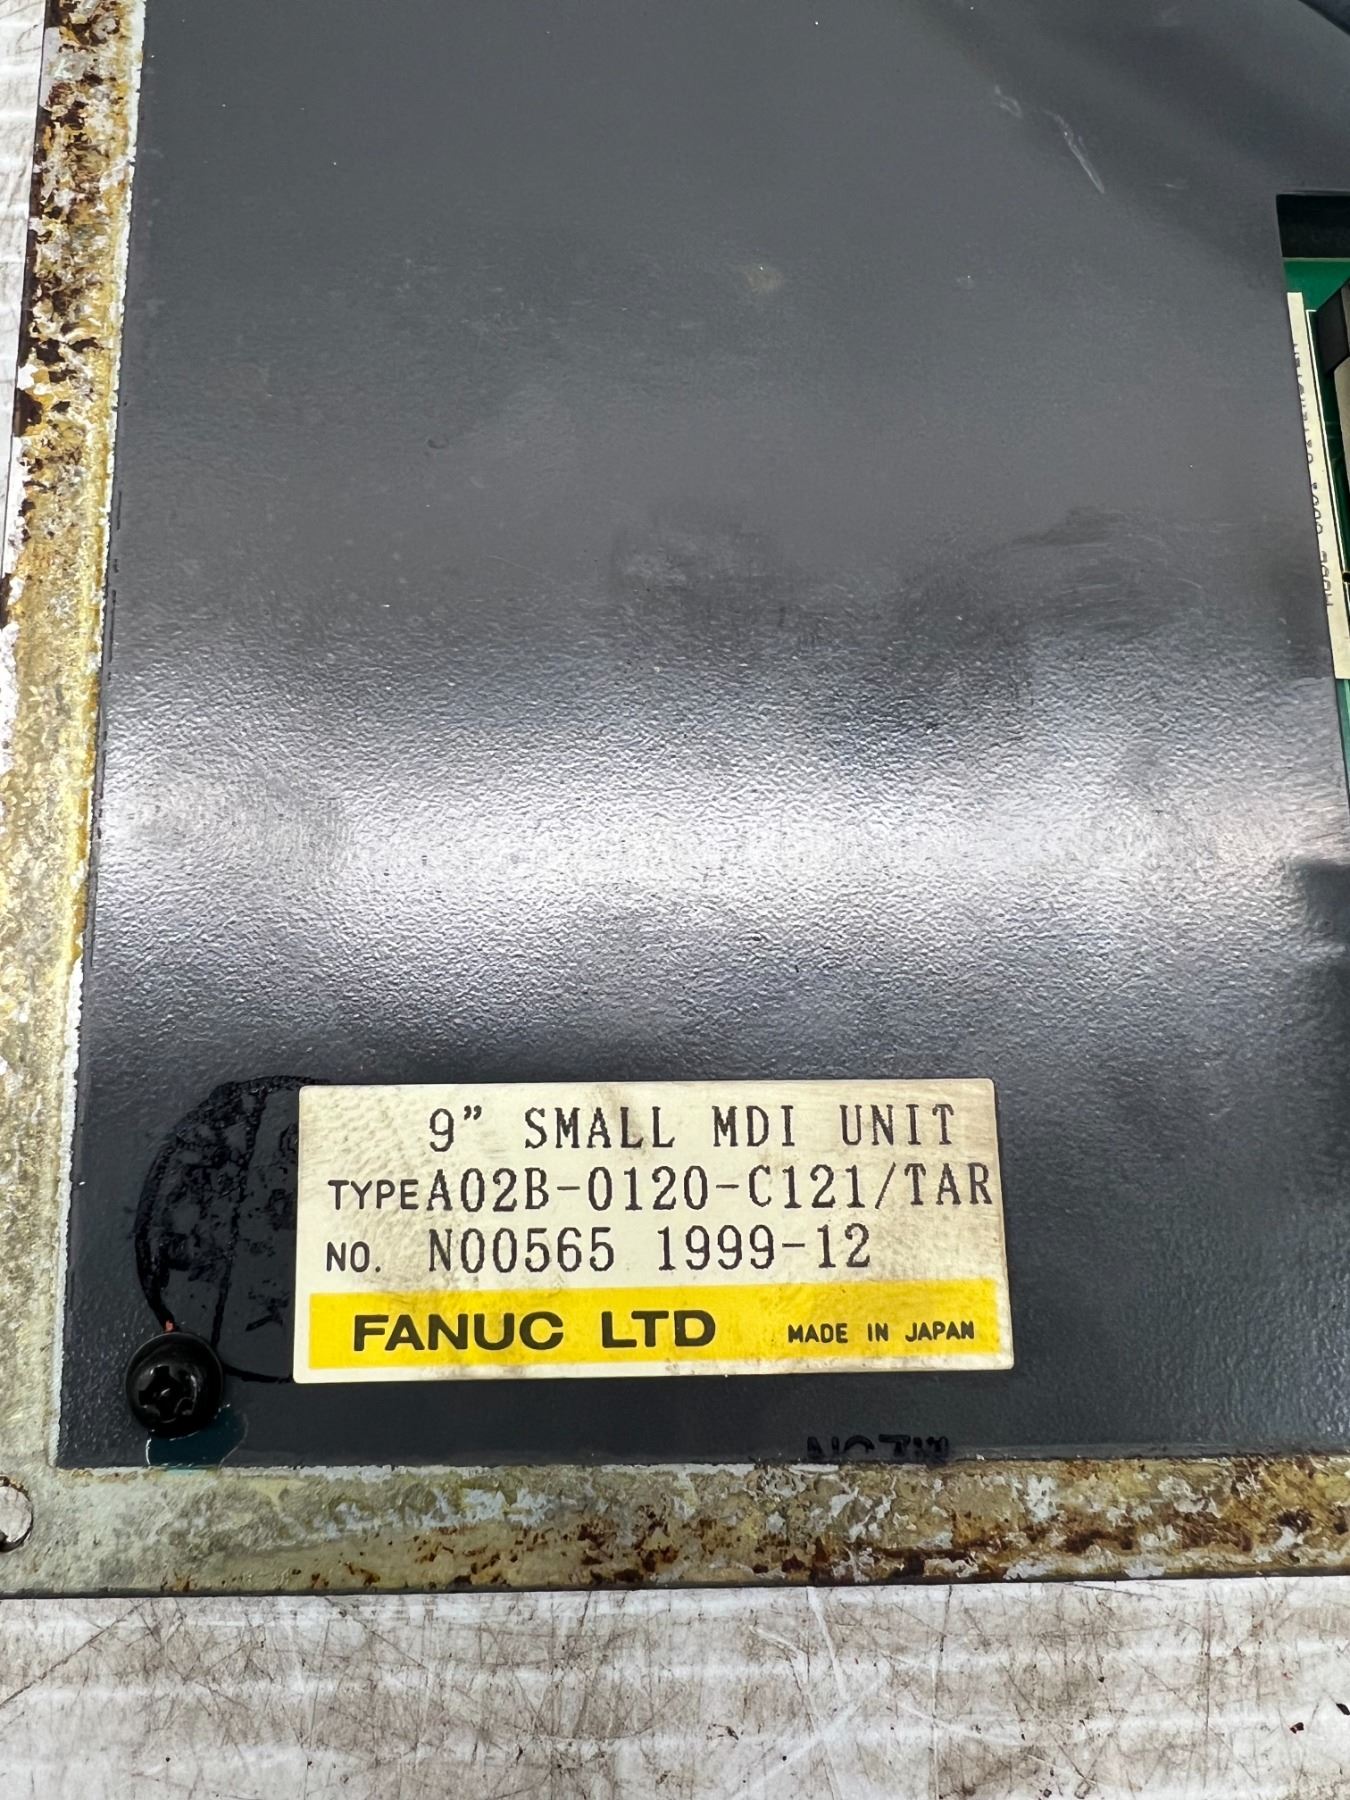 9" SMALL MDI UNIT
TYPE A02B-0120-C121/TAR
NO. N00565 1999-12
FANUC LTD MADE IN JAPAN